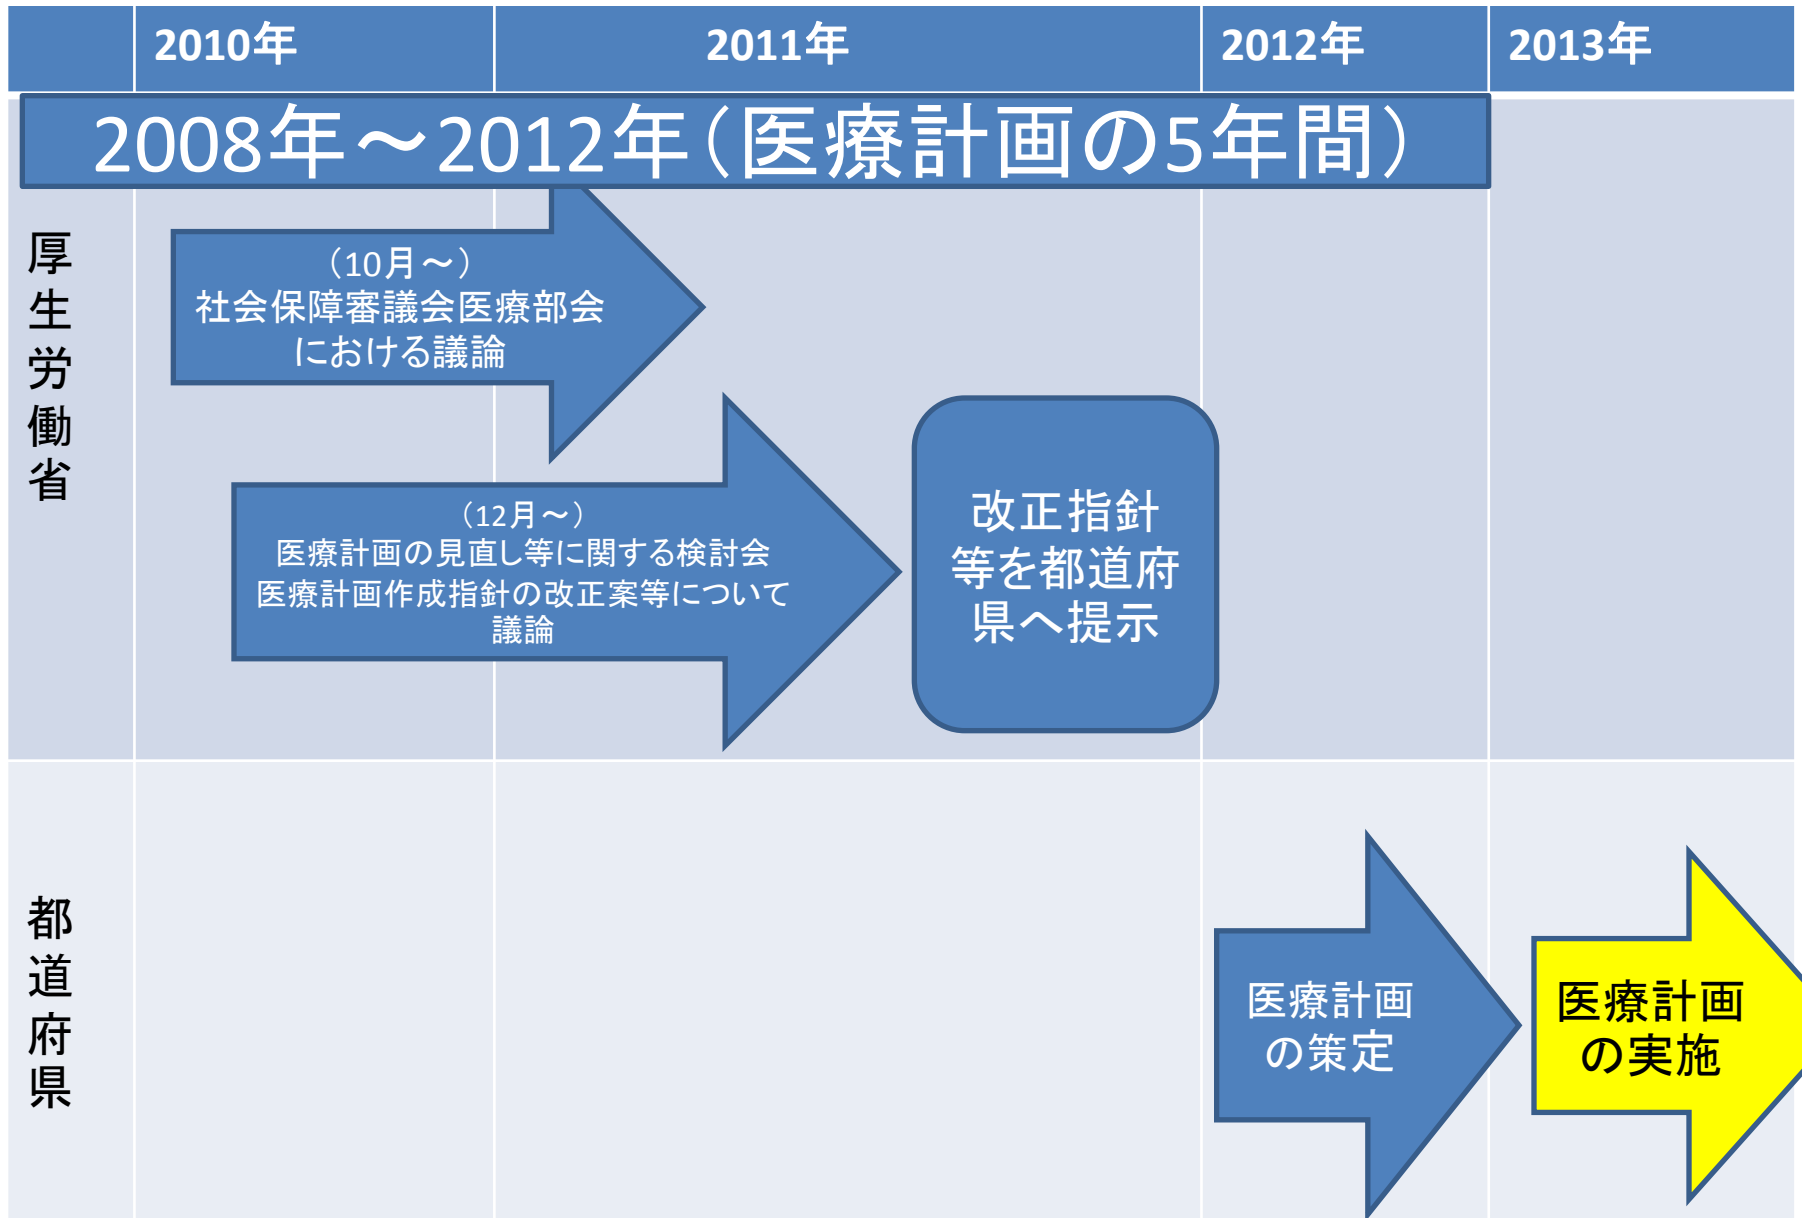 2010年
2011年
2012年
2013年
2008年～2012年（医療計画の5年間）
厚生労働省
（10月～）
社会保障審議会医療部会
における議論
（12月～）
医療計画の見直し等に関する検討会
医療計画作成指針の改正案等について
議論
改正指針
等を都道府
県へ提示
都道府県
医療計画
の策定
医療計画
の実施